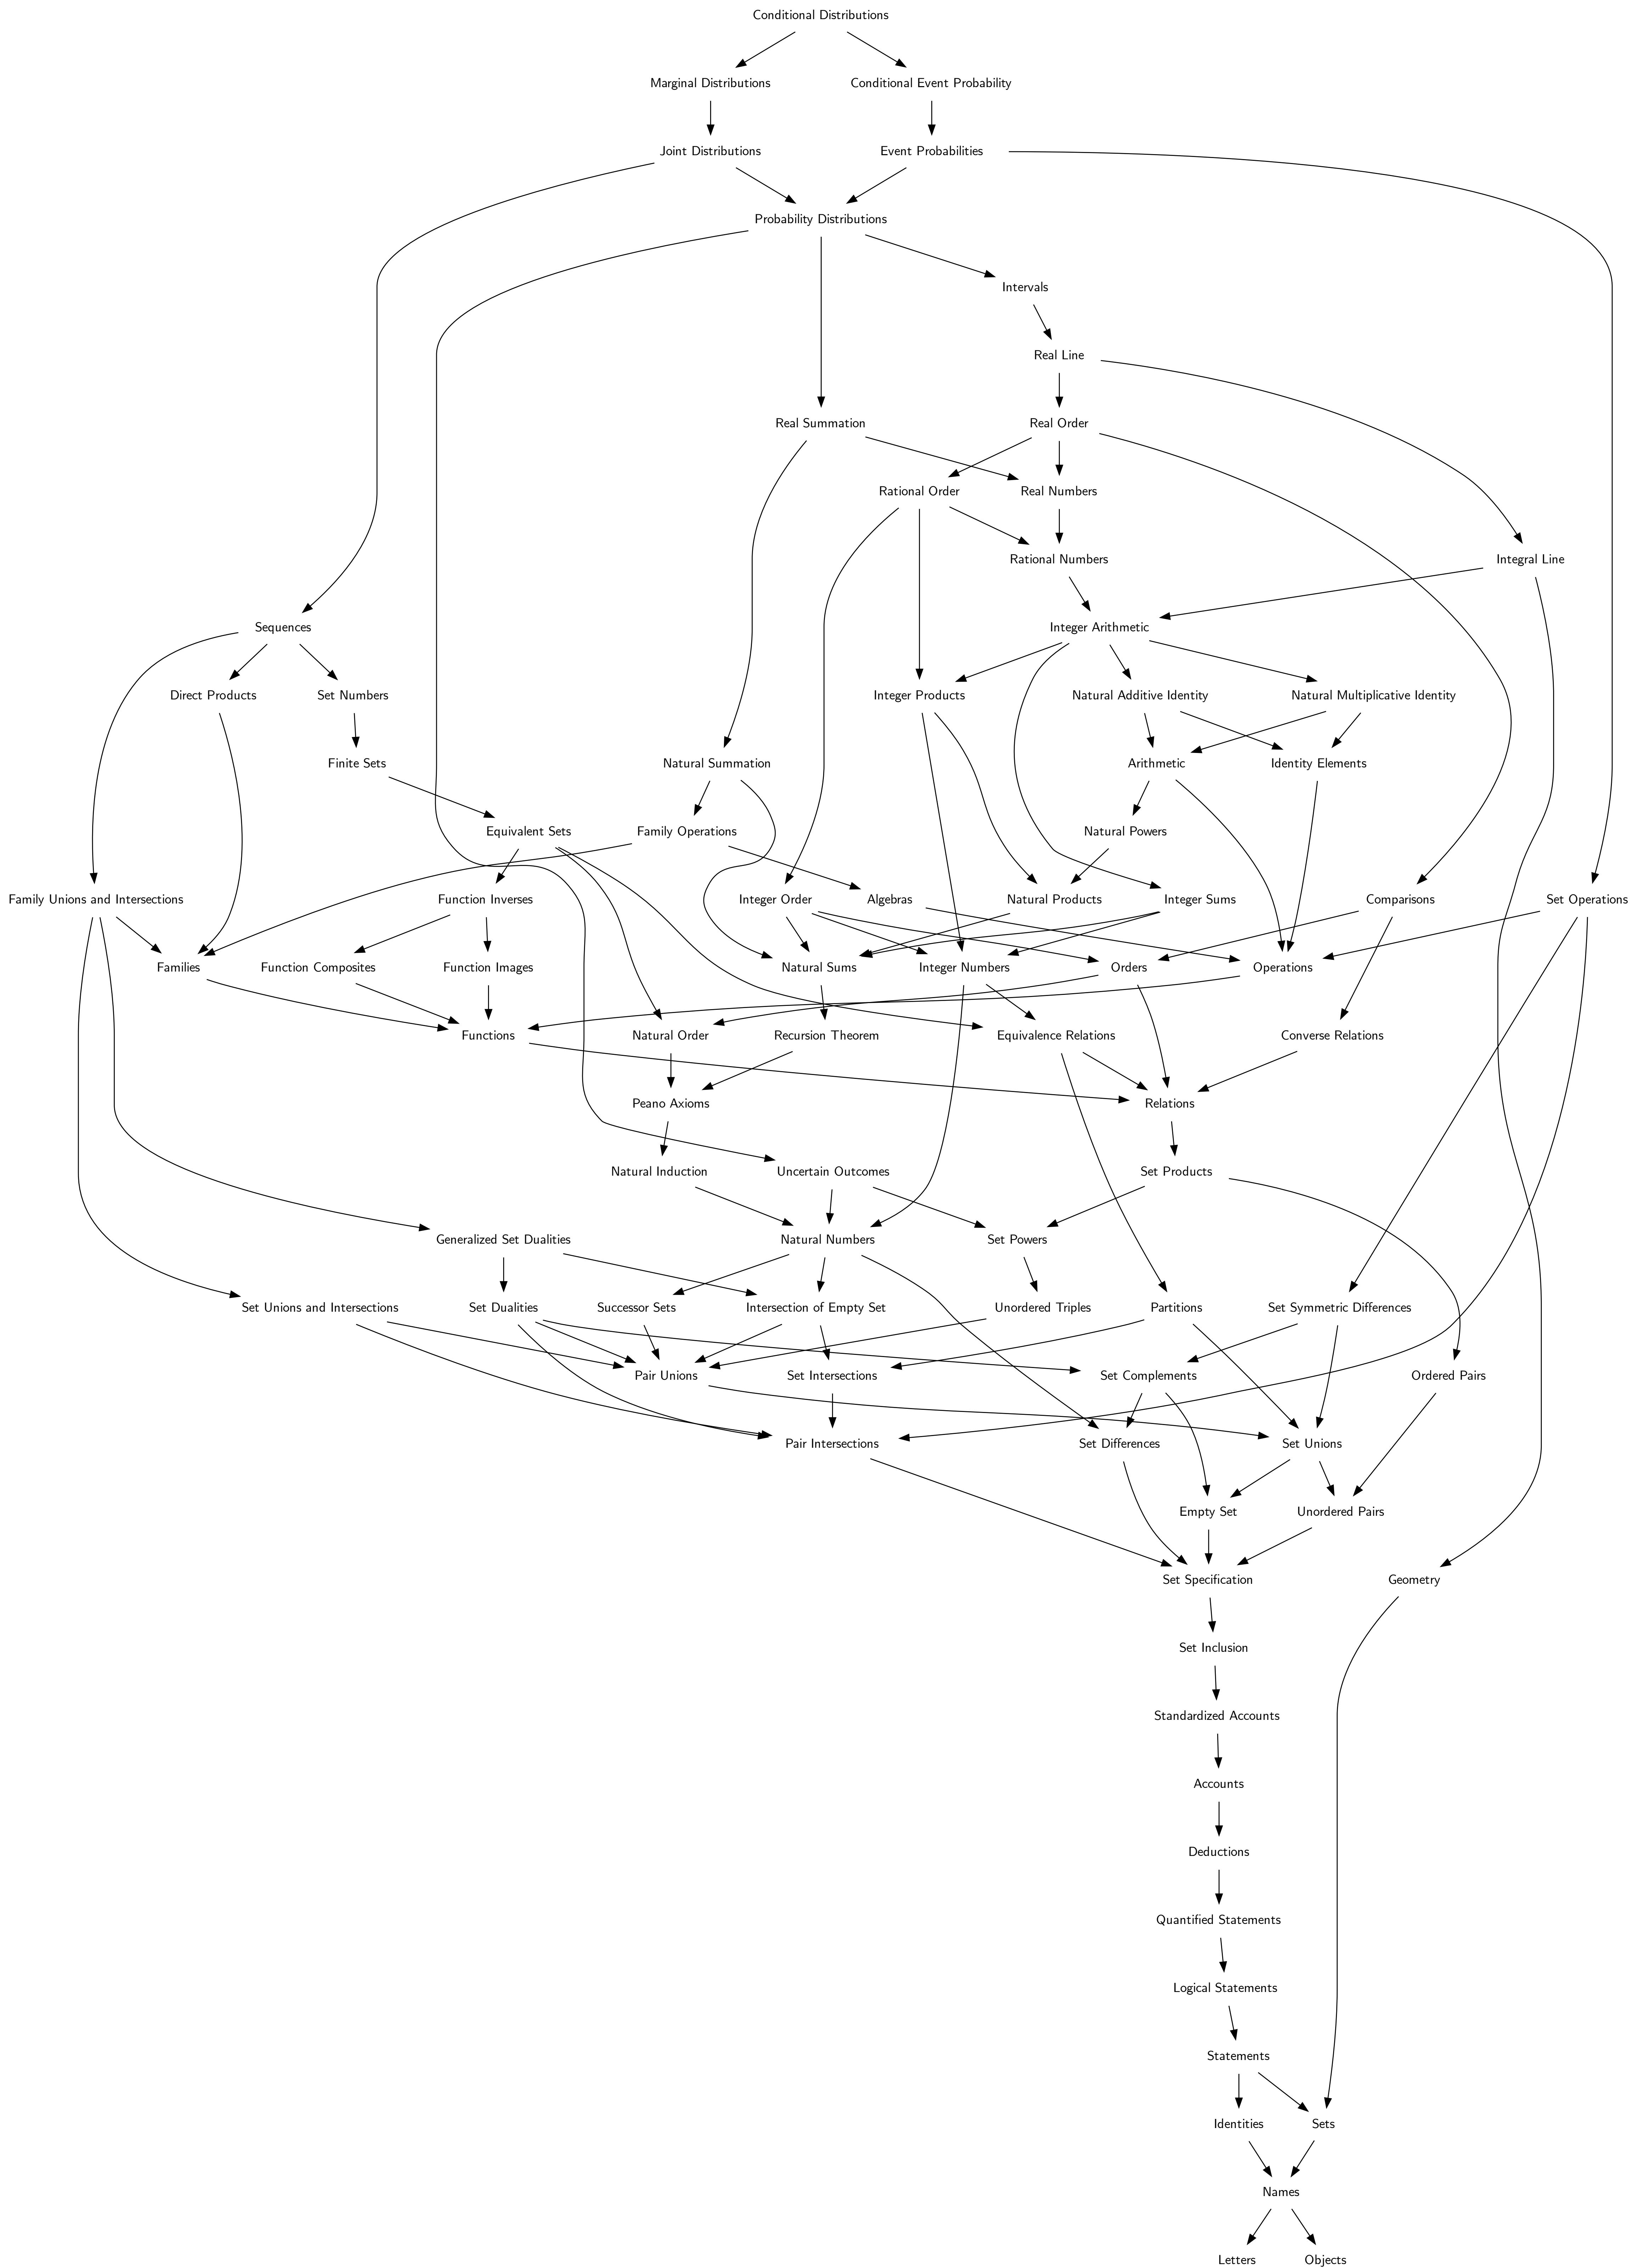 Conditional Distributions
Marginal Distributions
Conditional Event Probability
Joint Distributions
Event Probabilities
Probability Distributions
Intervals
Real Line
Real Summation
Real Order
Rational Order
Real Numbers
Rational Numbers
Integral Line
Sequences
Integer Arithmetic
Direct Products
Set Numbers
Integer Products
Natural Additive Identity
Natural Multiplicative Identity
Finite Sets
Natural Summation
Arithmetic
Identity Elements
Equivalent Sets
Family Operations
Natural Powers
Family Unions and Intersections
Function Inverses
Integer Order
Algebras
Natural Products
Integer Sums
Comparisons
Set Operations
Families
Function Composites
Function Images
Natural Sums
Integer Numbers
Orders
Operations
Functions
Natural Order
Recursion Theorem
Equivalence Relations
Converse Relations
Peano Axioms
Relations
Natural Induction
Uncertain Outcomes
Set Products
Generalized Set Dualities
Natural Numbers
Set Powers
Set Unions and Intersections
Set Dualities
Successor Sets
Intersection of Empty Set
Unordered Triples
Partitions
Set Symmetric Differences
Pair Unions
Set Intersections
Set Complements
Ordered Pairs
Pair Intersections
Set Differences
Set Unions
Empty Set
Unordered Pairs
Set Specification
Geometry
Set Inclusion
Standardized Accounts
Accounts
Deductions
Quantified Statements
Logical Statements
Statements
Identities
Sets
Names
Letters
Objects